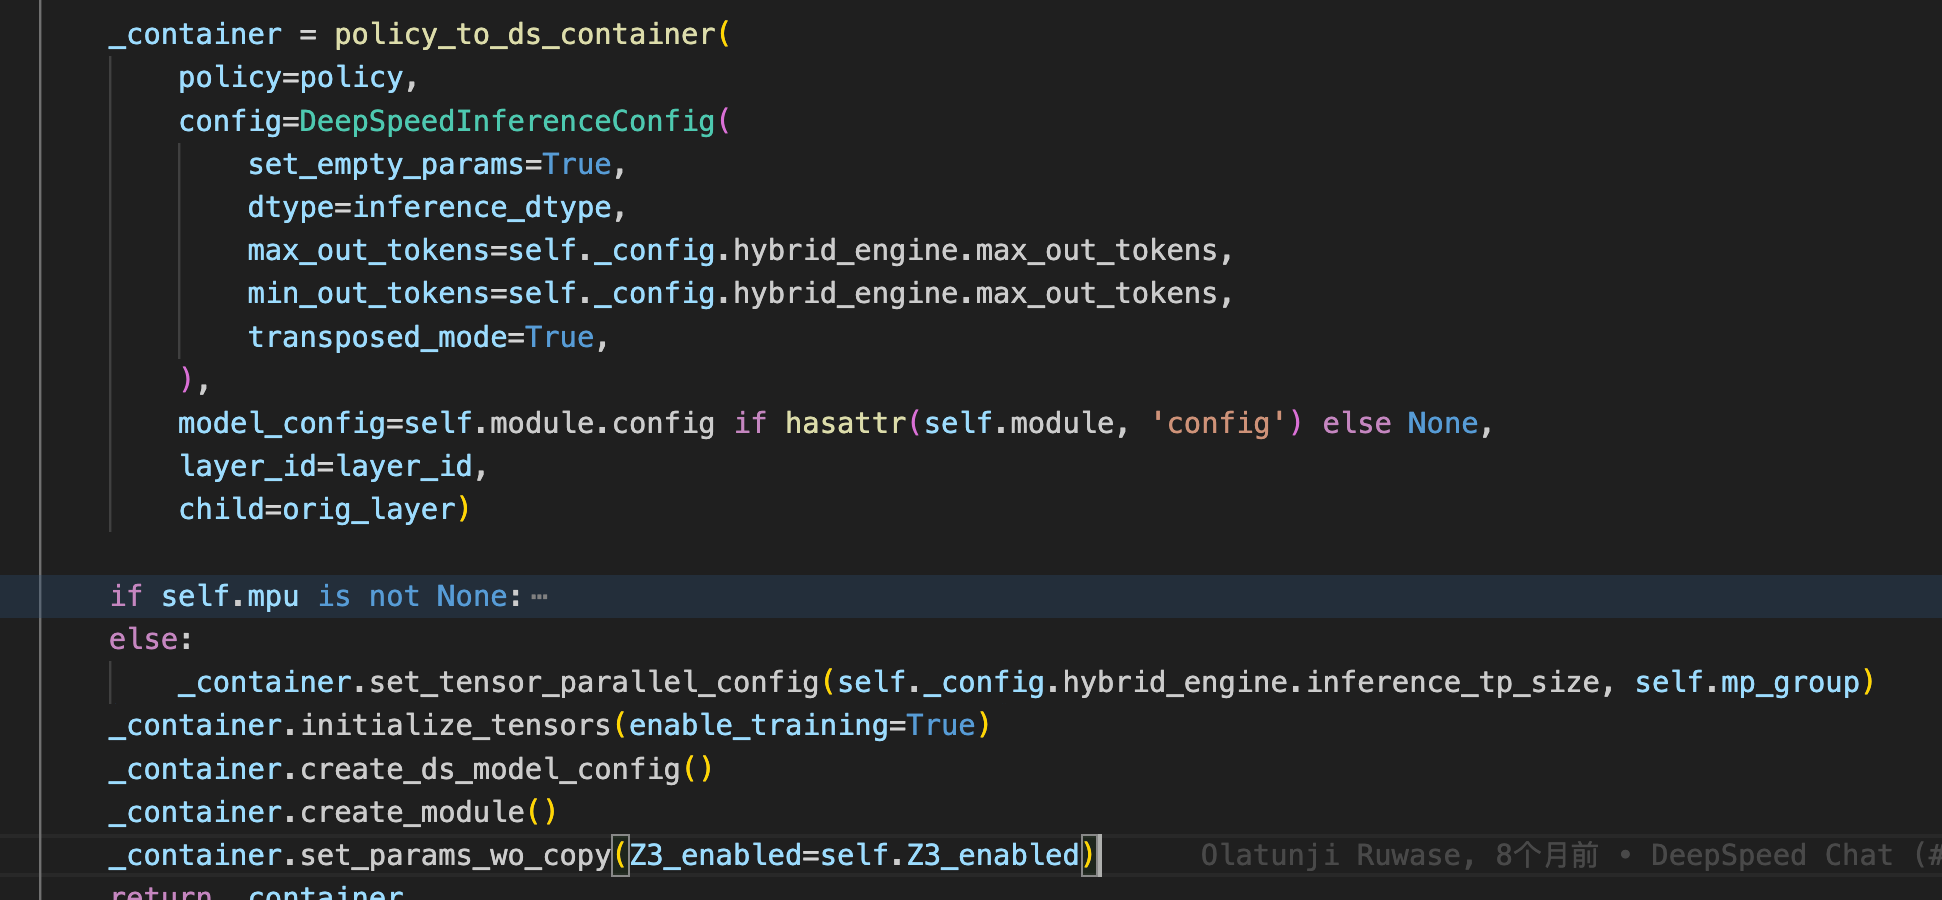 _container = policy_to_ds_container(
policy=policy,
config=DeepSpeedInferenceConfig(
set_empty_params=True,
dtype=inference_dtype,
max_out_tokens=self._config.hybrid_engine.max_out_tokens,
min_out_tokens=self._config.hybrid_engine.max_out_tokens,
transposed_mode=True,
),
model_config=self.module.config if hasattr(self.module, 'config') else None,
layer_id=layer_id,
child=orig_layer)
if self.mpu is not None:⋯
else:
_container.set_tensor_parallel_config(self._config.hybrid_engine.inference_tp_size, self.mp_group)
_container.initialize_tensors(enable_training=True)
_container.create_ds_model_config()
_container.create_module()
_container.set_params_wo_copy(Z3_enabled=self.Z3_enabled) Olatunji Ruwase, 8个月前 • DeepSpeed Chat (#
return _container